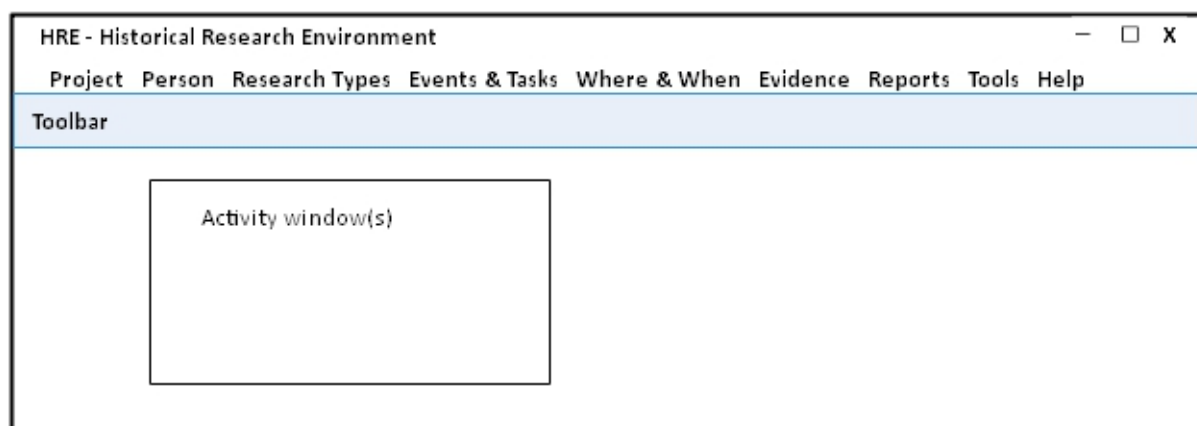 HRE - Historical Research Environment
Project Person Research Types Events & Tasks Where & When Evidence Reports Tools Help
Toolbar
Activity window(s)